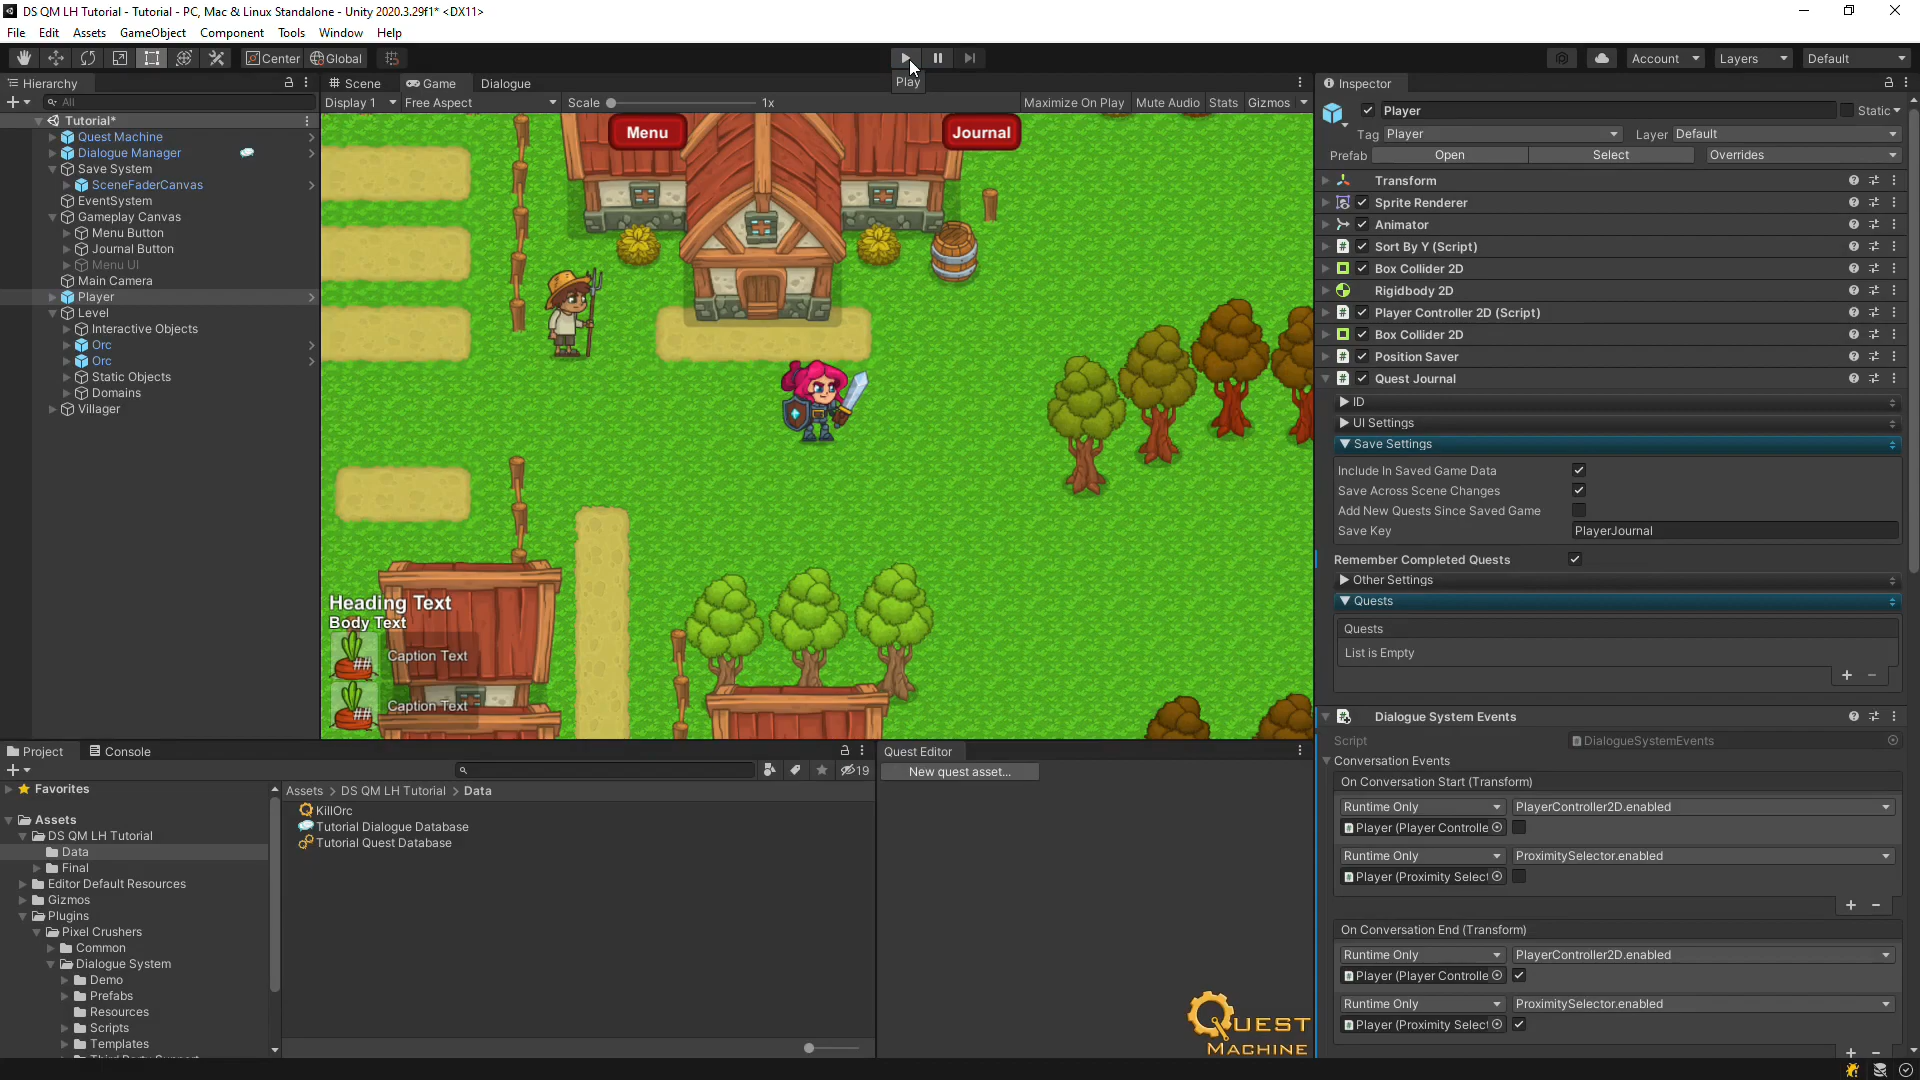 DS QM LH Tutorial - Tutorial - PC, Mac & Linux Standalone - Unity 2020.3.29f1* <DX11>
File Edit Assets GameObject Component Tools Window Help
Center Global Account Layers Default
Play
Hierarchy
All
Tutorial*
Quest Machine
Dialogue Manager
Save System
SceneFaderCanvas
EventSystem
Gameplay Canvas
Menu Button
Journal Button
Menu UI
Main Camera
Player
Level
Interactive Objects
Orc
Orc
Static Objects
Domains
Villager
Scene Game Dialogue
Display 1 Free Aspect Scale 1x Maximize On Play Mute Audio Stats Gizmos
Menu Journal
Heading Text
Body Text
## Caption Text
## Caption Text
Inspector
Player Static
Tag Player Layer Default
Prefab Open Select Overrides
Transform
Sprite Renderer
Animator
Sort By Y (Script)
Box Collider 2D
Rigidbody 2D
Player Controller 2D (Script)
Box Collider 2D
Position Saver
Quest Journal
ID
UI Settings
Save Settings
Include In Saved Game Data
Save Across Scene Changes
Add New Quests Since Saved Game
Save Key PlayerJournal
Remember Completed Quests
Other Settings
Quests
Quests
List is Empty
Dialogue System Events
Script DialogueSystemEvents
Conversation Events
On Conversation Start (Transform)
Runtime Only PlayerController2D.enabled
Player (Player Controlle
Runtime Only ProximitySelector.enabled
Player (Proximity Select
On Conversation End (Transform)
Runtime Only PlayerController2D.enabled
Player (Player Controlle
Runtime Only ProximitySelector.enabled
Player (Proximity Select
Project Console
19
Favorites
Assets
DS QM LH Tutorial
Data
Final
Editor Default Resources
Gizmos
Plugins
Pixel Crushers
Common
Dialogue System
Demo
Prefabs
Resources
Scripts
Templates
Assets > DS QM LH Tutorial > Data
KillOrc
Tutorial Dialogue Database
Tutorial Quest Database
Quest Editor
New quest asset...
QUEST
MACHINE